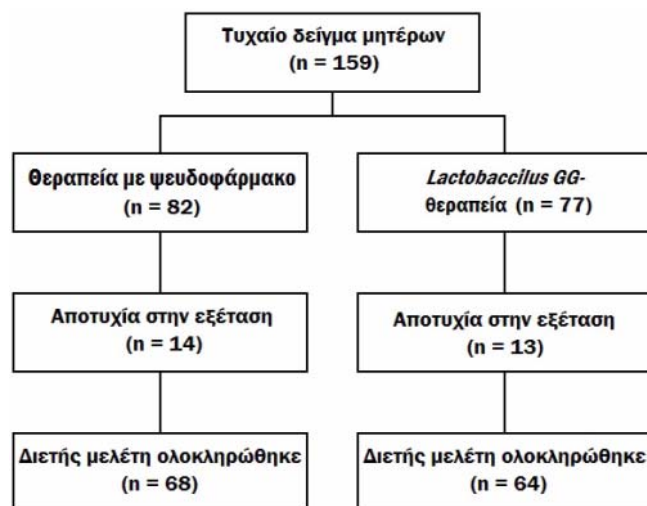 Τυχαίο δείγμα μητέρων
(n = 159)
Θεραπεία με ψευδοφάρμακο
(n = 82)
Lactobaccilus GG-
θεραπεία (n = 77)
Αποτυχία στην εξέταση
(n = 14)
Αποτυχία στην εξέταση
(n = 13)
Διετής μελέτη ολοκληρώθηκε
(n = 68)
Διετής μελέτη ολοκληρώθηκε
(n = 64)